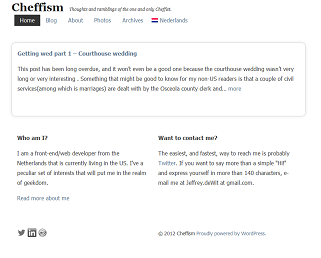 Cheffism Thoughts and ramblings of the one and only Cheffist.
Home Blog About Photos Archives Nederlands
Getting wed part 1 – Courthouse wedding
This post has been long overdue, and it won't be a good one because the courthouse wedding wasn't very
long or very interesting . Something that might be good to know for my non-US readers is that a couple of civil
services(among which is marriages) are dealt with by the Osceola county clerk and... more
Who am I?
I am a front-end/web developer from the
Netherlands that is currently living in the US. I've a
peculiar set of interests that will put me in the realm
of geekdom.
Read more about me
Want to contact me?
The easiest, and fastest, way to reach me is probably
Twitter. If you want to say more than a simple "Hi!"
and express yourself in more than 140 characters, e-
mail me at Jeffrey.deWit at gmail.com.
© 2012 Cheffism Proudly powered by WordPress.